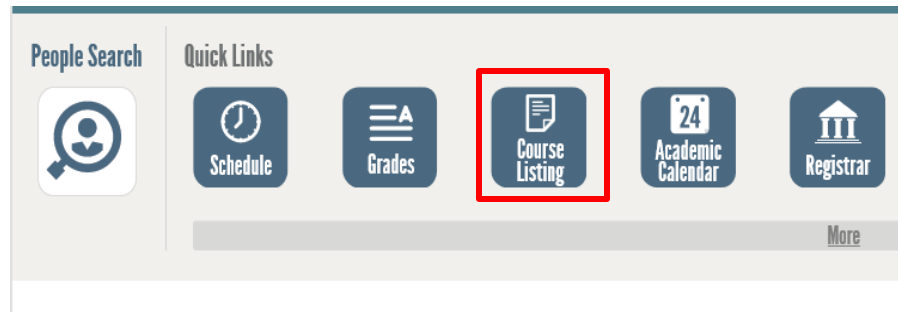 People Search
Quick Links
Schedule
A
Grades
Course
Listing
24
Academic
Calendar
Registrar
More